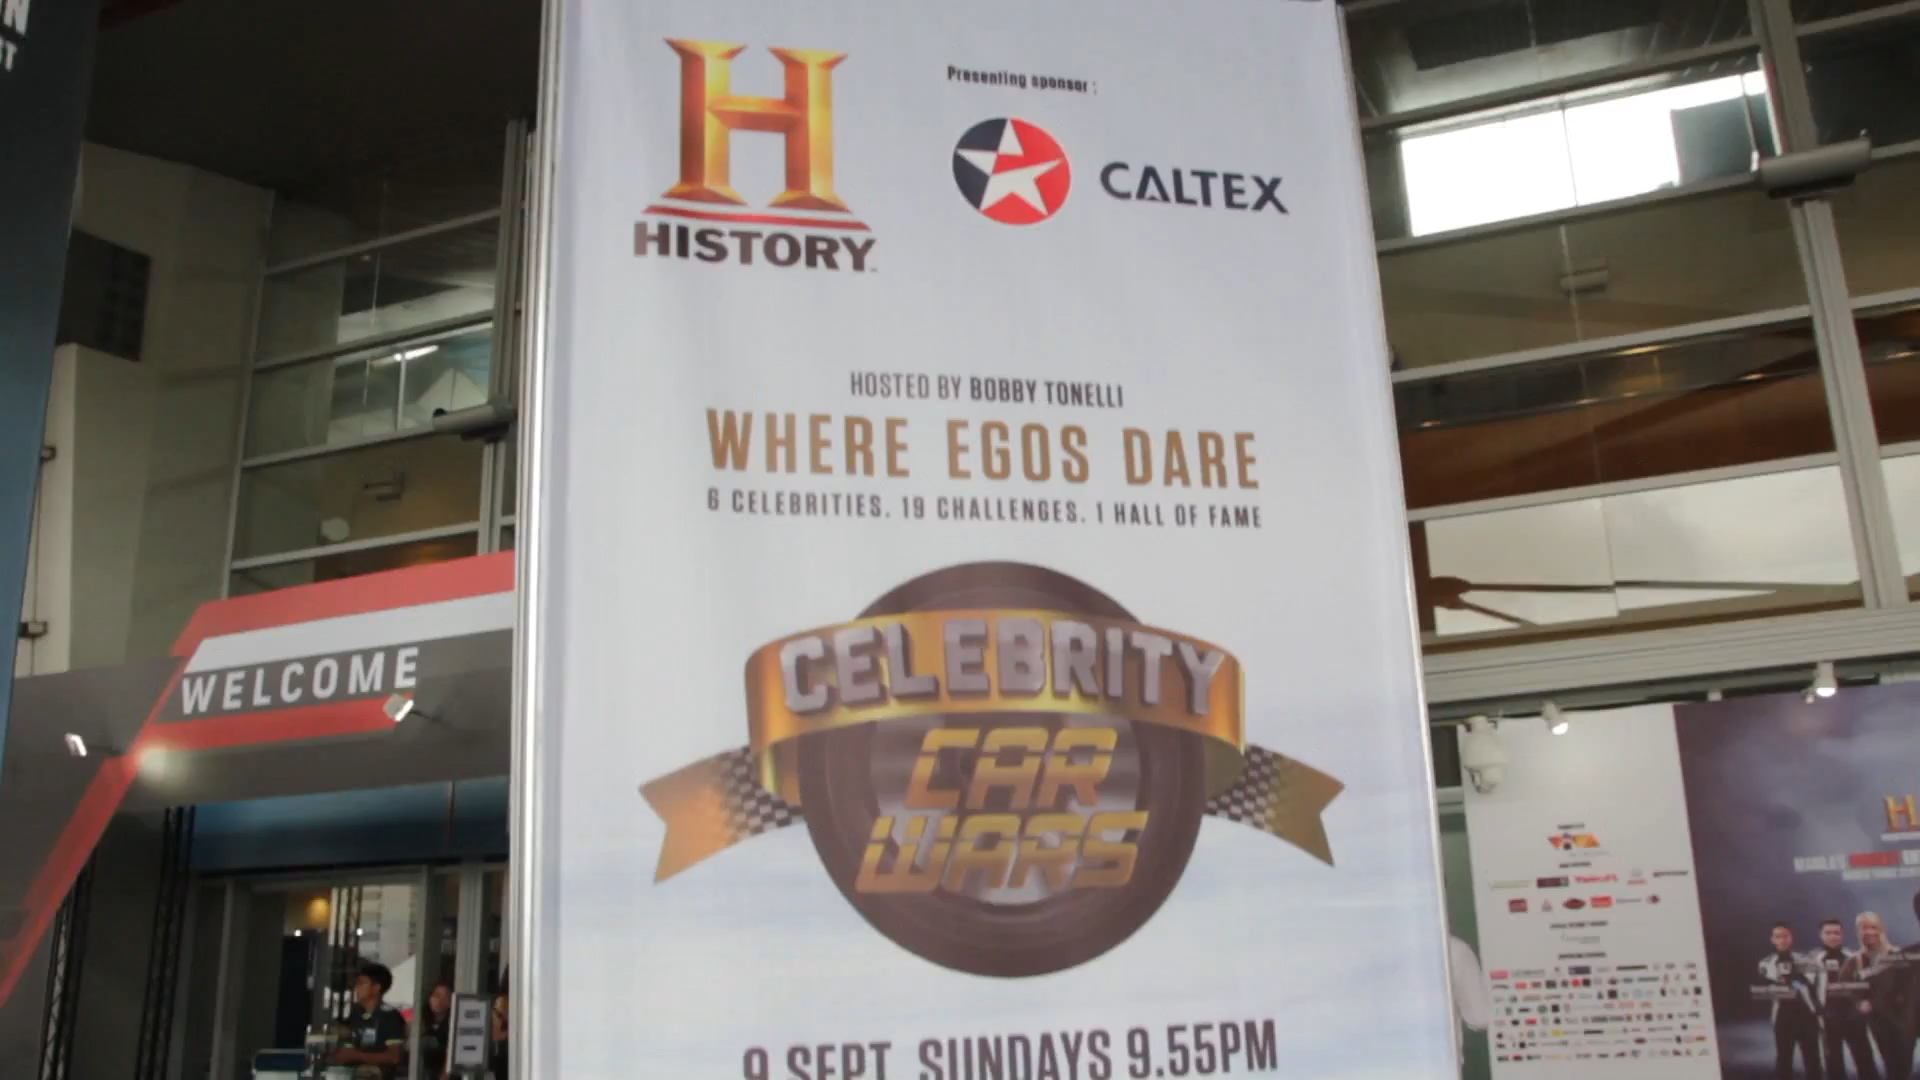 HISTORY
Presenting sponsor :
CALTEX
HOSTED BY BOBBY TONELLI
WHERE EGOS DARE
6 CELEBRITIES. 19 CHALLENGES. 1 HALL OF FAME
CELEBRITY
CAR
WARS
9 SEPT, SUNDAYS 9.55PM
WELCOME